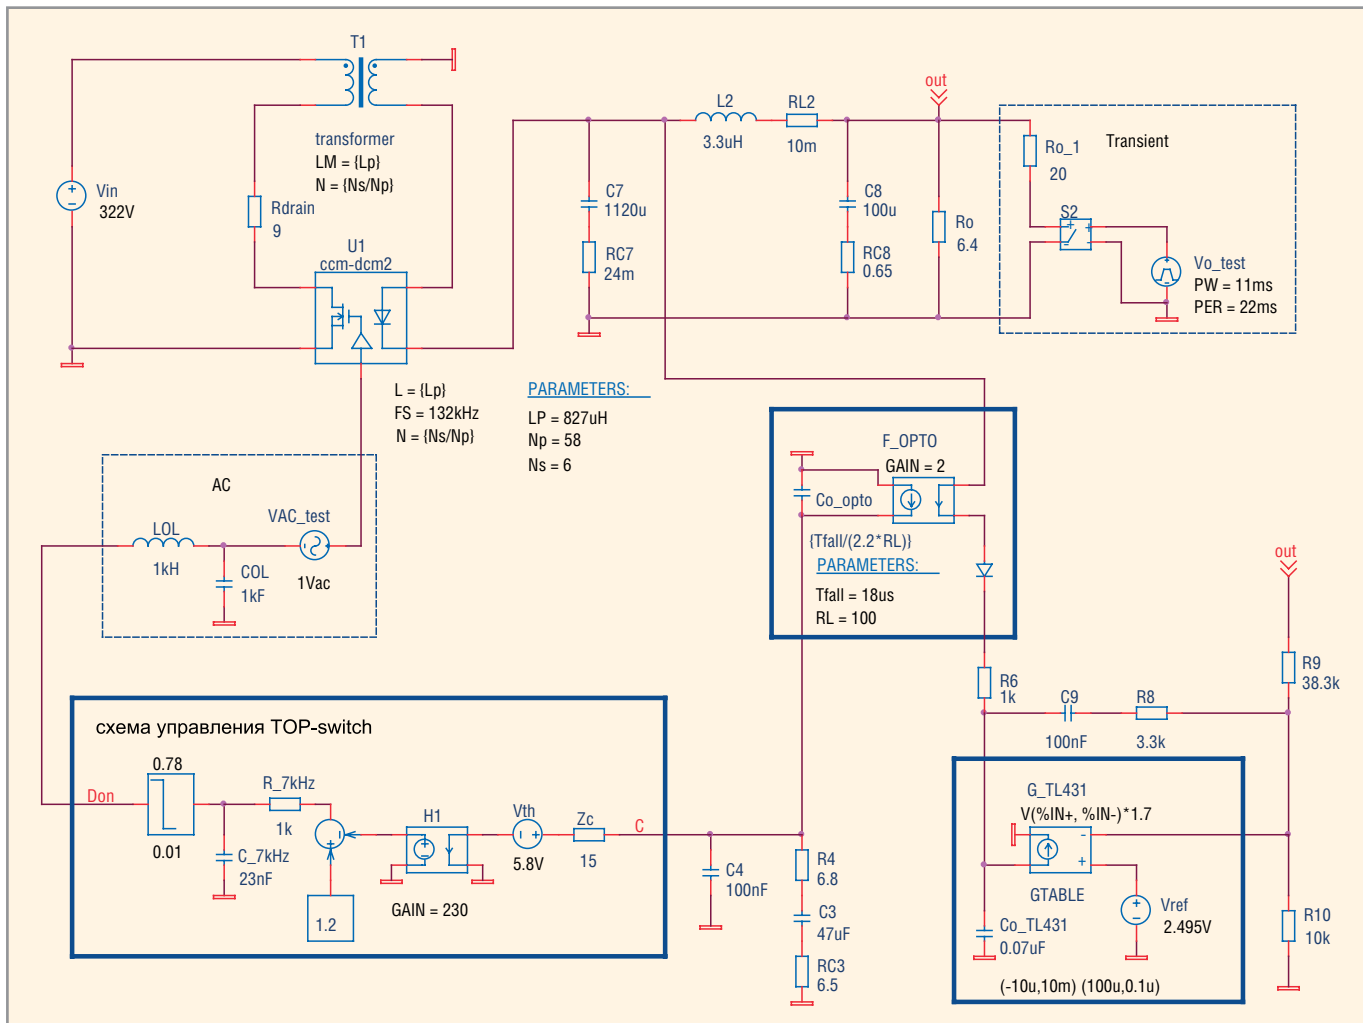 T1
transformer
LM = {Lp}
N = {Ns/Np}
Vin
322V
Rdrain
9
U1
ccm-dcm2
L = {Lp}
FS = 132kHz
N = {Ns/Np}
PARAMETERS:
LP = 827uH
Np = 58
Ns = 6
L2
3.3uH
RL2
10m
out
C7
1120u
RC7
24m
C8
100u
RC8
0.65
Ro
6.4
Transient
Ro_1
20
S2
Vo_test
PW = 11ms
PER = 22ms
AC
LOL
1kH
COL
1kF
VAC_test
1Vac
F_OPTO
GAIN = 2
Co_opto
{Tfall/(2.2*RL)}
PARAMETERS:
Tfall = 18us
RL = 100
R6
1k
C9
100nF
R8
3.3k
out
R9
38.3k
схема управления TOP-switch
0.78
Don
0.01
R_7kHz
1k
C_7kHz
23nF
1.2
H1
GAIN = 230
Vth
5.8V
Zc
15
C
C4
100nF
R4
6.8
C3
47uF
RC3
6.5
G_TL431
V(%IN+, %IN-)*1.7
GTABLE
Co_TL431
0.07uF
Vref
2.495V
(-10u,10m) (100u,0.1u)
R10
10k